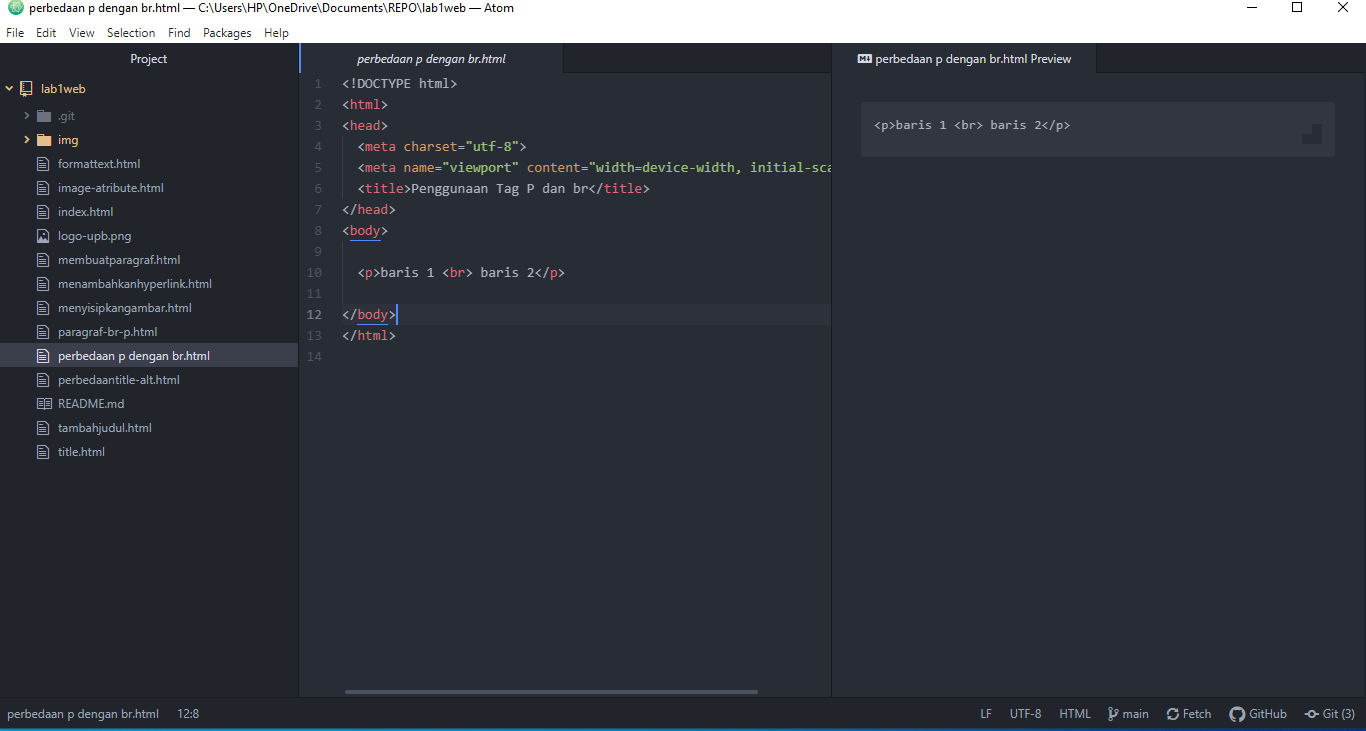 perbedaan p dengan br.html — C:\Users\HP\OneDrive\Documents\REPO\lab1web — Atom
File Edit View Selection Find Packages Help
Project
lab1web
.git
img
formattext.html
image-atribute.html
index.html
logo-upb.png
membuatparagraf.html
menambahkanhyperlink.html
menyisipkangambar.html
paragraf-br-p.html
perbedaan p dengan br.html
perbedaantitle-alt.html
README.md
tambahjudul.html
title.html
perbedaan p dengan br.html
1 <!DOCTYPE html>
2 <html>
3 <head>
4 <meta charset="utf-8">
5 <meta name="viewport" content="width=device-width, initial-sca
6 <title>Penggunaan Tag P dan br</title>
7 </head>
8 <body>
9
10 <p>baris 1 <br> baris 2</p>
11
12 </body>
13 </html>
14
perbedaan p dengan br.html Preview
<p>baris 1 <br> baris 2</p>
perbedaan p dengan br.html 12:8 LF UTF-8 HTML main Fetch GitHub Git (3)